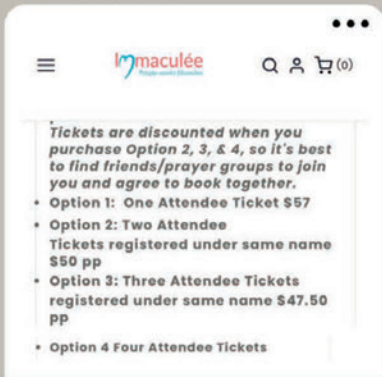 Immaculée
(0)
Tickets are discounted when you
purchase Option 2, 3, & 4, so it's best
to find friends/prayer groups to join
you and agree to book together.
• Option 1: One Attendee Ticket $57
• Option 2: Two Attendee
Tickets registered under same name
$50 pp
• Option 3: Three Attendee Tickets
registered under same name $47.50
pp
• Option 4 Four Attendee Tickets